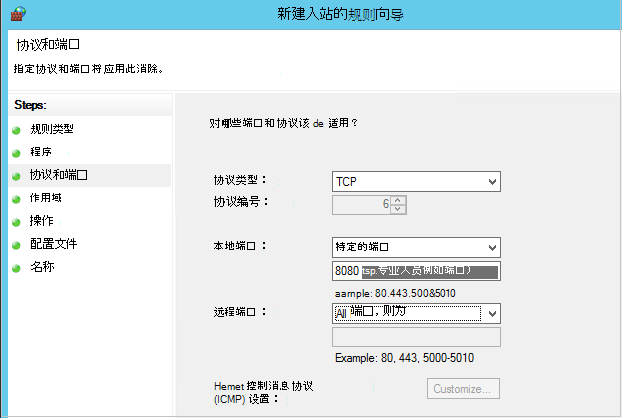 新建入站的规则向导
协议和端口
指定协议和端口将应用此消除。
Steps:
规则类型
程序
协议和端口
作用域
操作
配置文件
名称
对哪些端口和协议该 de 适用？
协议类型： TCP
协议编号： 6
本地端口： 特定的端口
8080 tsp.专业人员例如端口）
aample: 80.443.500&5010
远程端口： All 端口，则为
Example: 80, 443, 5000-5010
Hemet 控制消息协议
(ICMP) 设置： Customize...